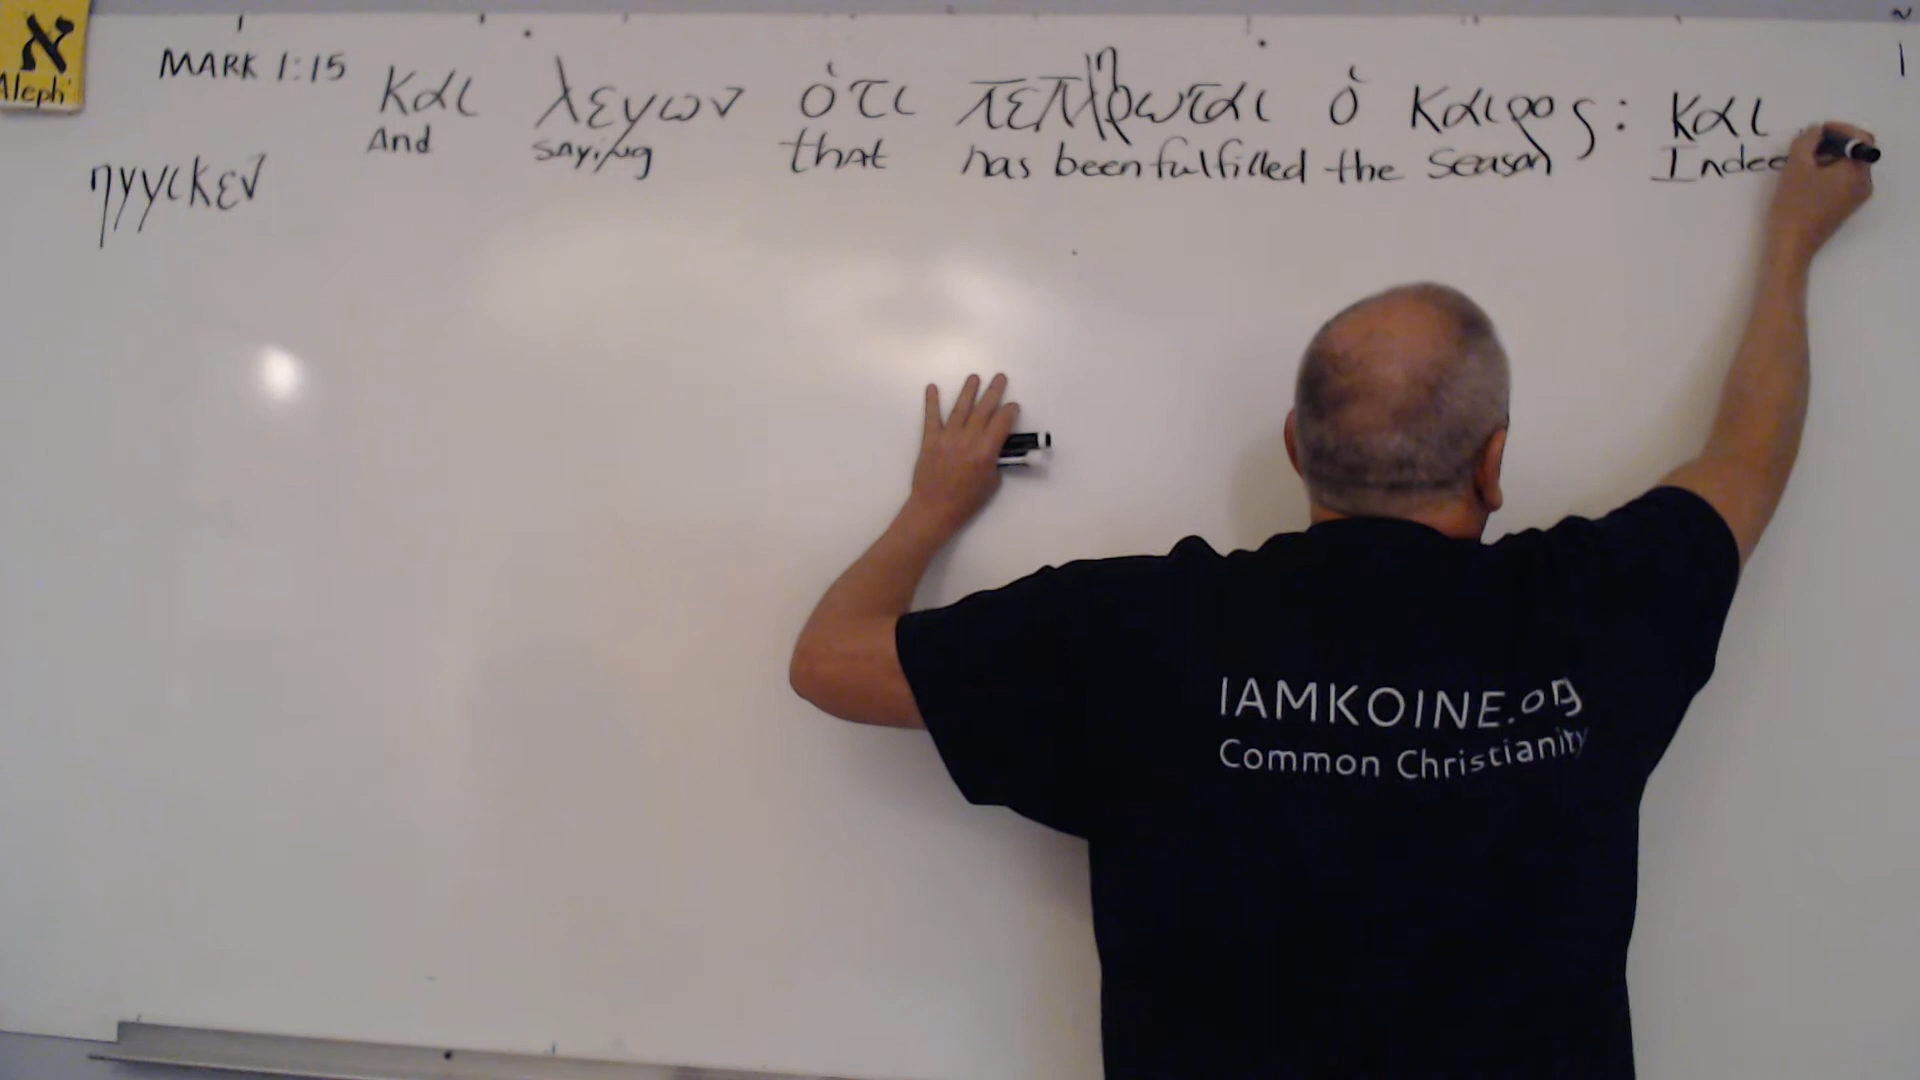 א
Aleph
MARK 1:15 και λεγων ὁτι πεπληρωται ὁ καιρος: και
And saying that has been fulfilled the season Indee
ηγγικεν
IAMKOINE.org
Common Christianity